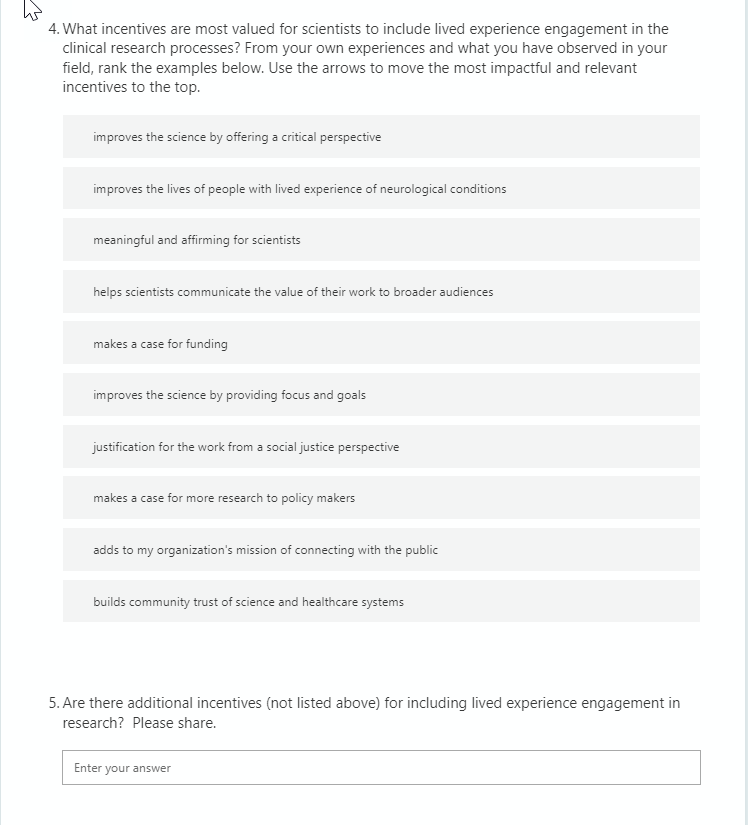 4. What incentives are most valued for scientists to include lived experience engagement in the
clinical research processes? From your own experiences and what you have observed in your
field, rank the examples below. Use the arrows to move the most impactful and relevant
incentives to the top.
improves the science by offering a critical perspective
improves the lives of people with lived experience of neurological conditions
meaningful and affirming for scientists
helps scientists communicate the value of their work to broader audiences
makes a case for funding
improves the science by providing focus and goals
justification for the work from a social justice perspective
makes a case for more research to policy makers
adds to my organization's mission of connecting with the public
builds community trust of science and healthcare systems
5. Are there additional incentives (not listed above) for including lived experience engagement in
research?  Please share.
Enter your answer